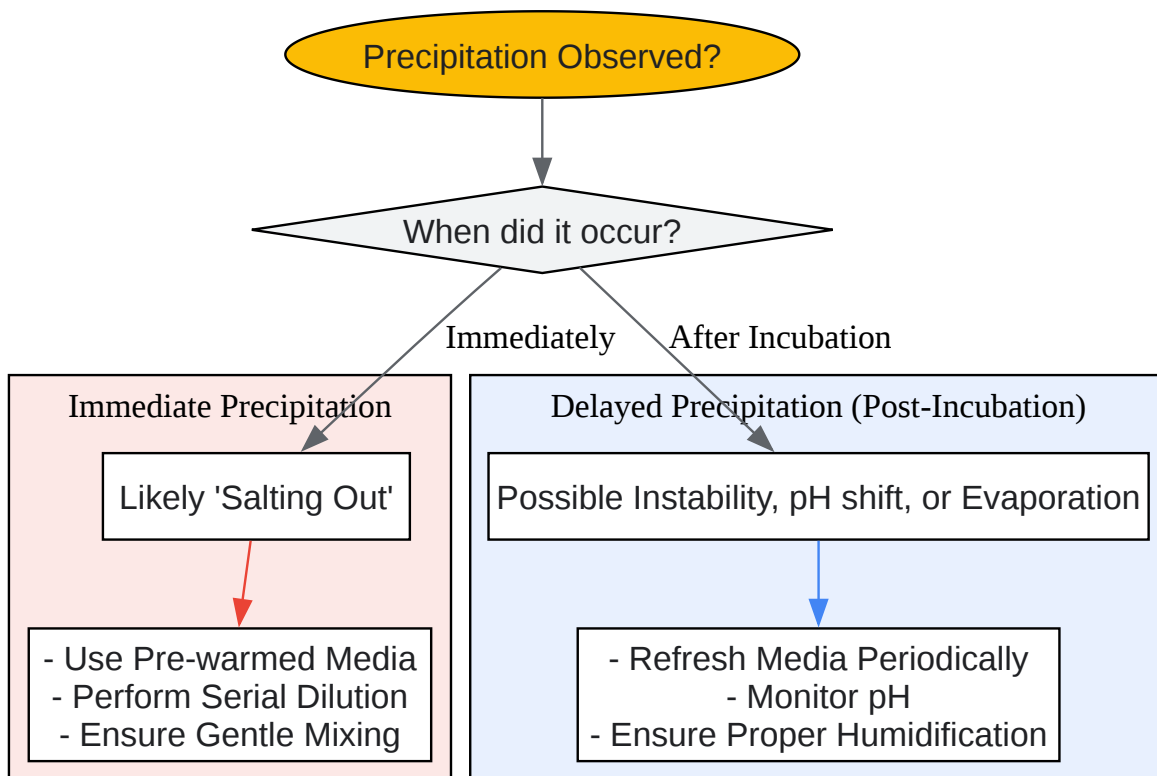 Precipitation Observed?
When did it occur?
Immediately
After Incubation
Immediate Precipitation
Likely 'Salting Out'
- Use Pre-warmed Media
- Perform Serial Dilution
- Ensure Gentle Mixing
Delayed Precipitation (Post-Incubation)
Possible Instability, pH shift, or Evaporation
- Refresh Media Periodically
- Monitor pH
- Ensure Proper Humidification